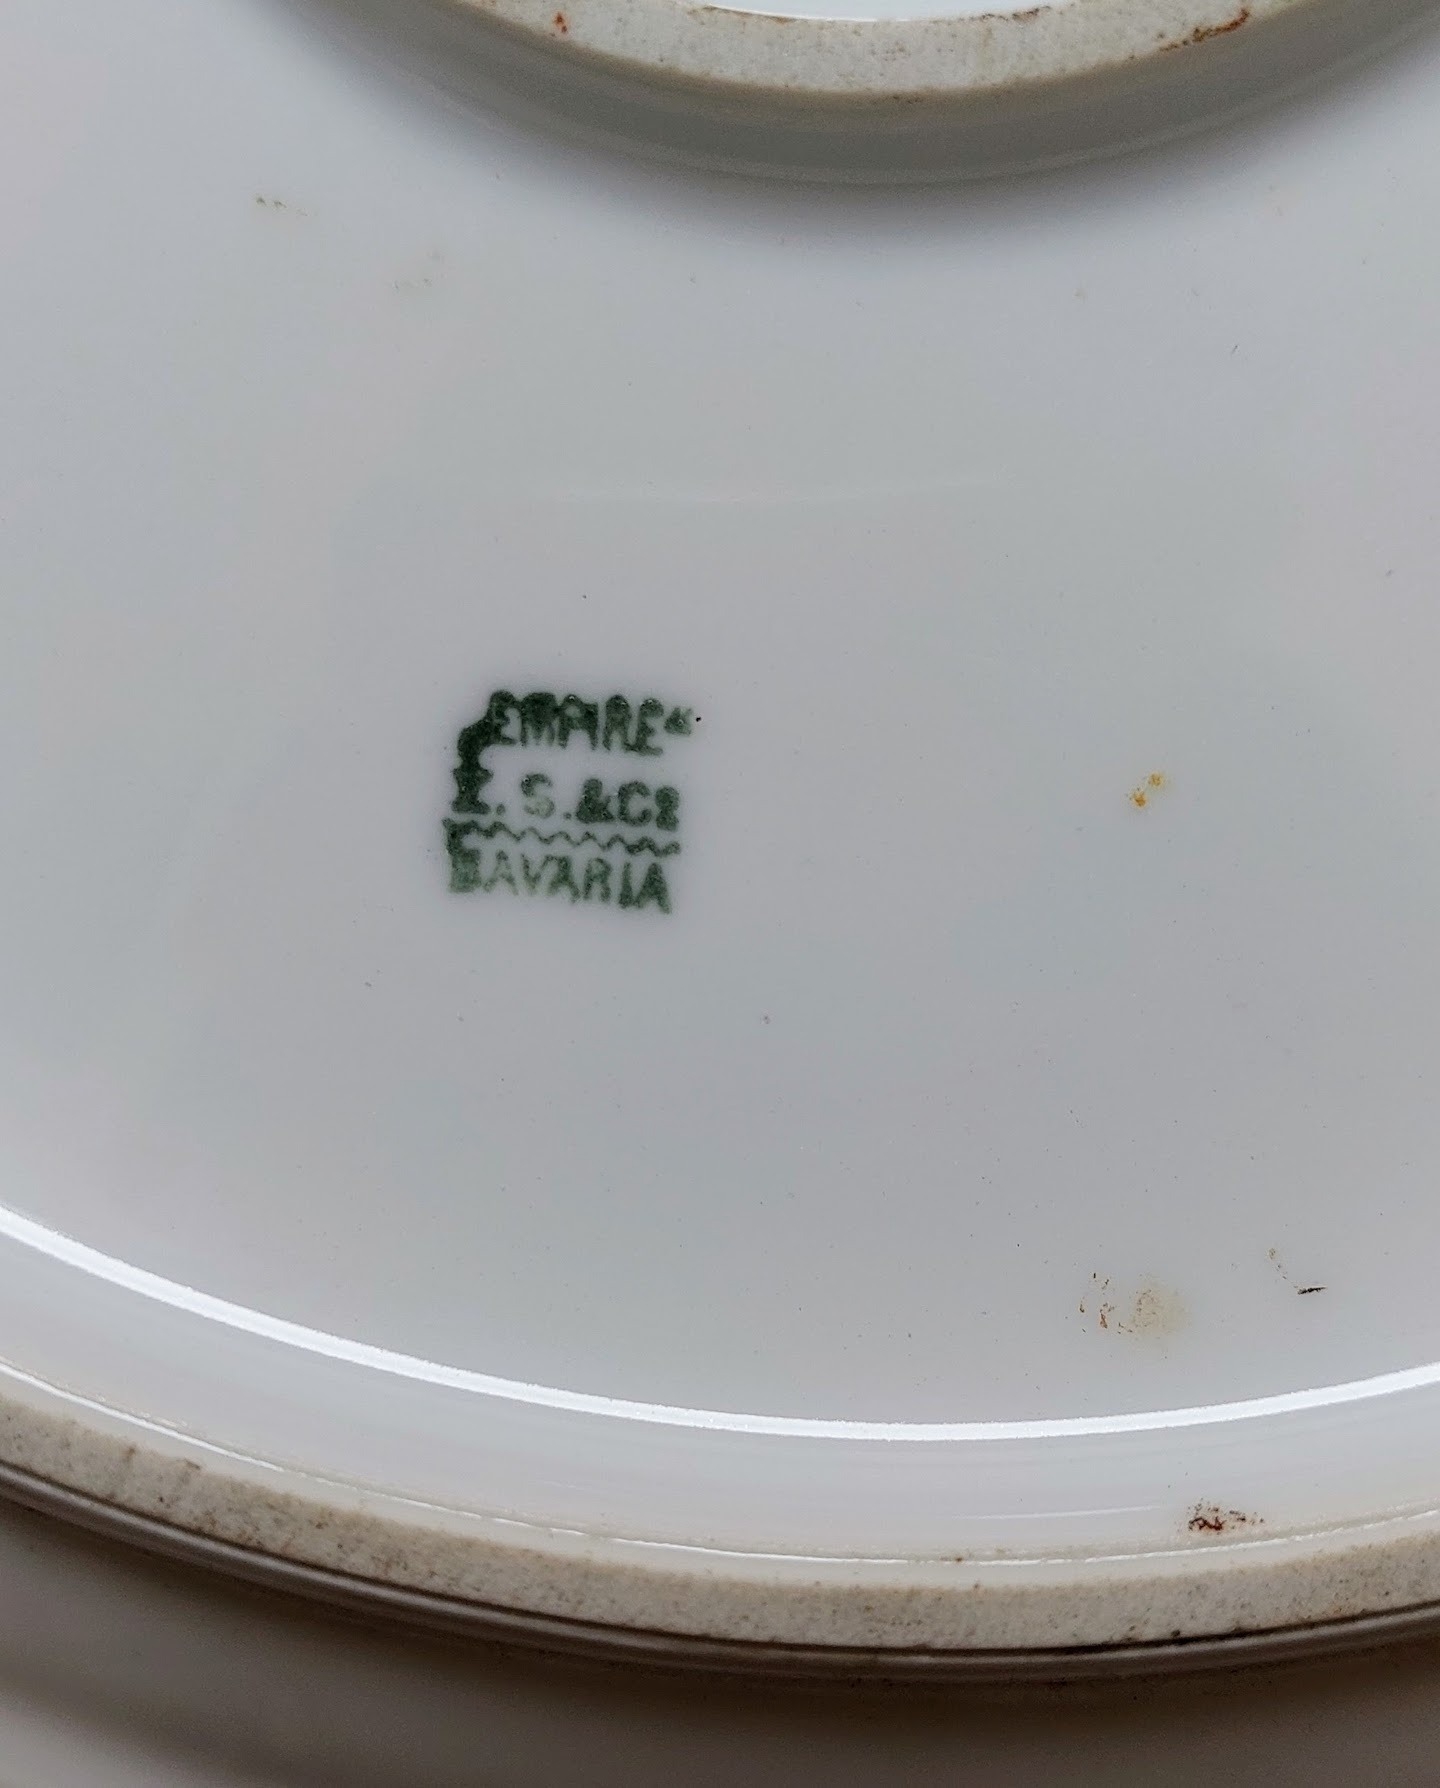 EMPIRE“
Z. S. & Cº
BAVARIA